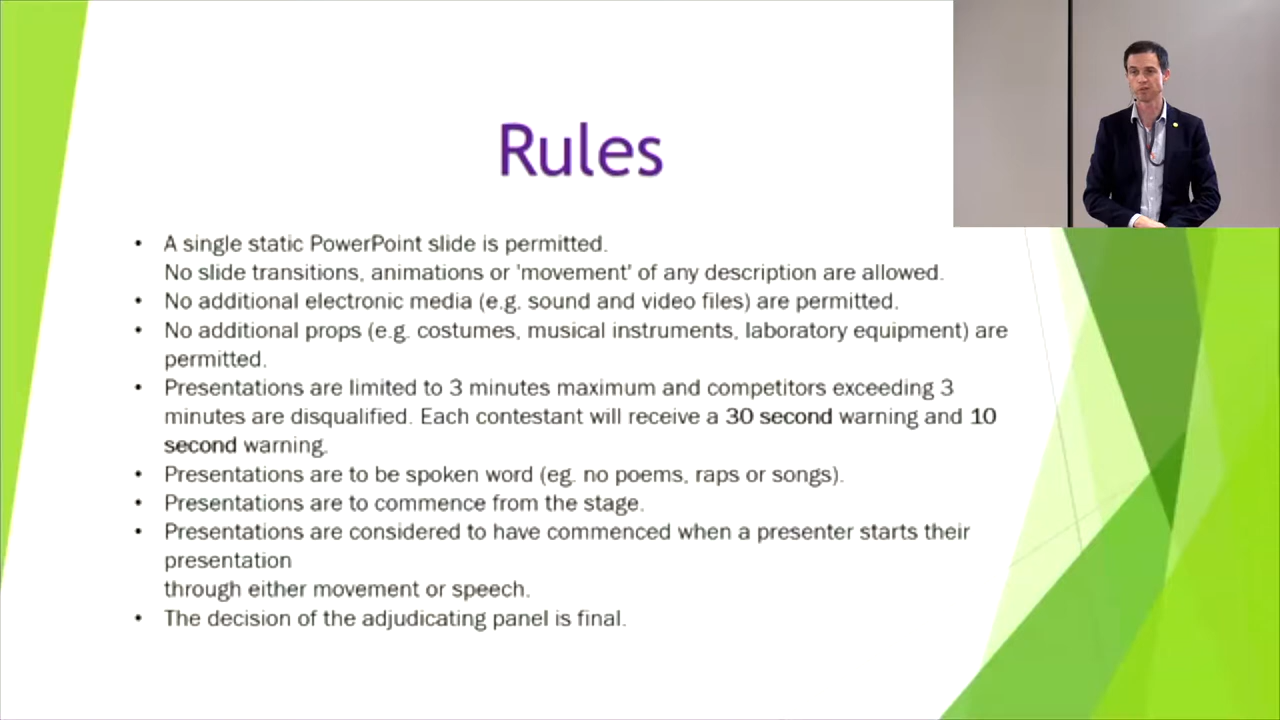 Rules
• A single static PowerPoint slide is permitted.
No slide transitions, animations or 'movement' of any description are allowed.
• No additional electronic media (e.g. sound and video files) are permitted.
• No additional props (e.g. costumes, musical instruments, laboratory equipment) are
permitted.
• Presentations are limited to 3 minutes maximum and competitors exceeding 3
minutes are disqualified. Each contestant will receive a 30 second warning and 10
second warning.
• Presentations are to be spoken word (eg. no poems, raps or songs).
• Presentations are to commence from the stage.
• Presentations are considered to have commenced when a presenter starts their
presentation
through either movement or speech.
• The decision of the adjudicating panel is final.